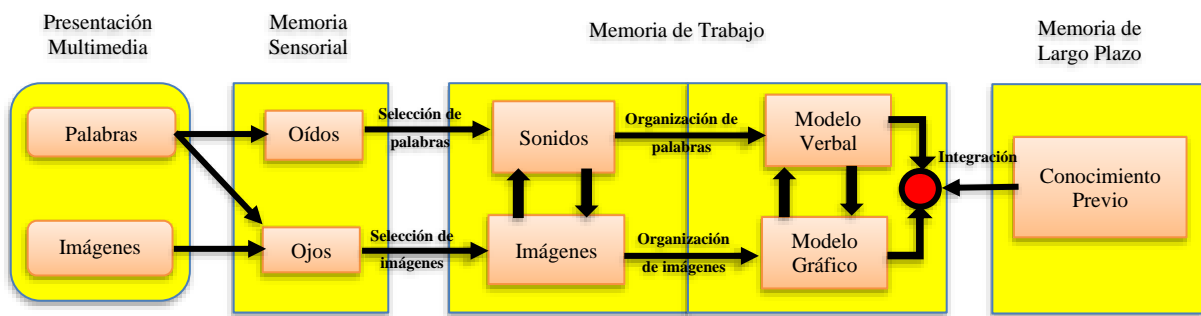 Presentación
Multimedia
Memoria
Sensorial
Memoria de Trabajo
Memoria de
Largo Plazo
Palabras
Imágenes
Oídos
Ojos
Selección de
palabras
Selección de
imágenes
Sonidos
Imágenes
Organización de
palabras
Organización
de imágenes
Modelo
Verbal
Modelo
Gráfico
Integración
Conocimiento
Previo